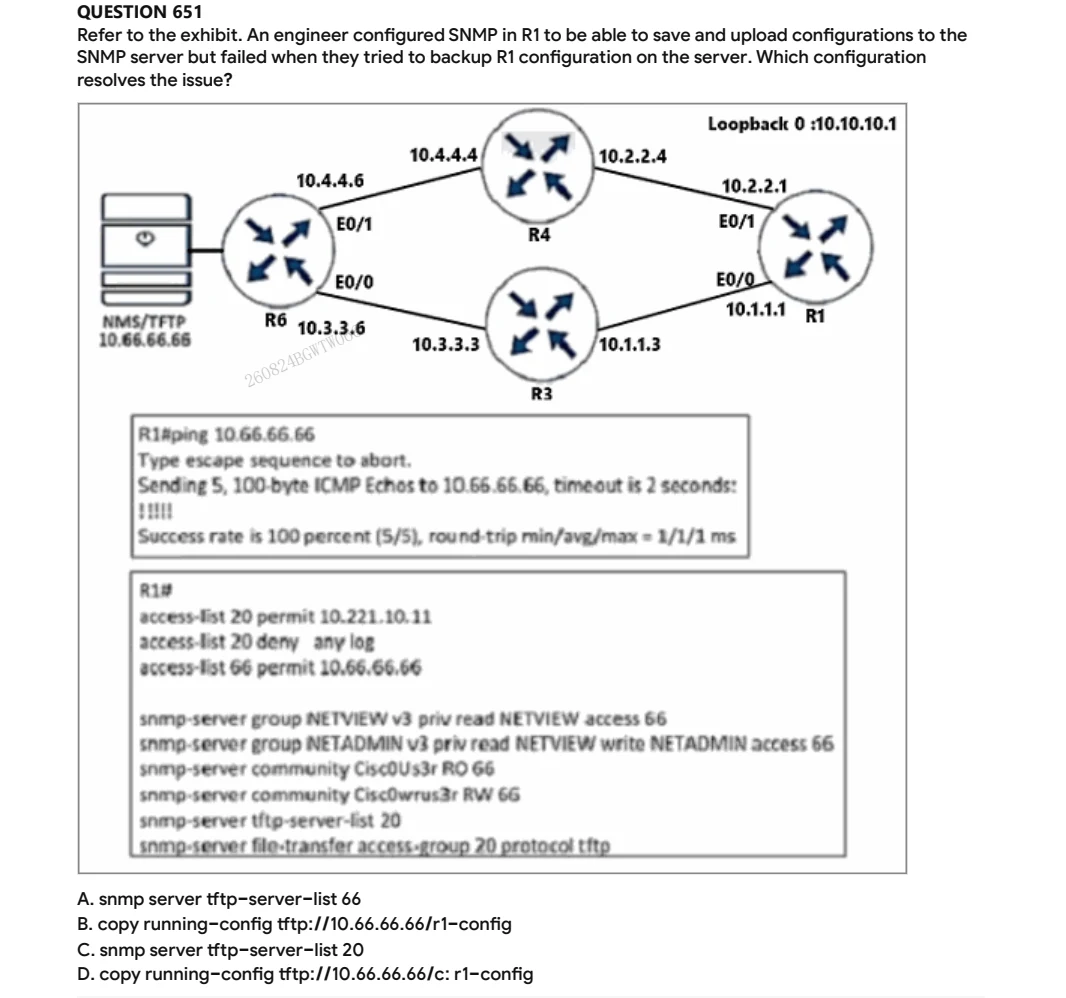 QUESTION 651
Refer to the exhibit. An engineer configured SNMP in R1 to be able to save and upload configurations to the
SNMP server but failed when they tried to backup R1 configuration on the server. Which configuration
resolves the issue?
Loopback 0 :10.10.10.1
10.4.4.4
10.2.2.4
10.4.4.6
10.2.2.1
E0/1
R4
E0/1
E0/0
E0/0
10.1.1.1
R1
NMS/TFTP
10.66.66.66
R6
10.3.3.6
10.3.3.3
10.1.1.3
R3
R1#ping 10.66.66.66
Type escape sequence to abort.
Sending 5, 100-byte ICMP Echos to 10.66.66.66, timeout is 2 seconds:
!!!!!
Success rate is 100 percent (5/5), round-trip min/avg/max = 1/1/1 ms
R1#
access-list 20 permit 10.221.10.11
access-list 20 deny any log
access-list 66 permit 10.66.66.66
snmp-server group NETVIEW v3 priv read NETVIEW access 66
snmp-server group NETADMIN v3 priv read NETVIEW write NETADMIN access 66
snmp-server community Cisc0Us3r RO 66
snmp-server community Cisc0wrus3r RW 66
snmp-server tftp-server-list 20
snmp-server file-transfer access-group 20 protocol tftp
A. snmp server tftp-server-list 66
B. copy running-config tftp://10.66.66.66/r1-config
C. snmp server tftp-server-list 20
D. copy running-config tftp://10.66.66.66/c: r1-config